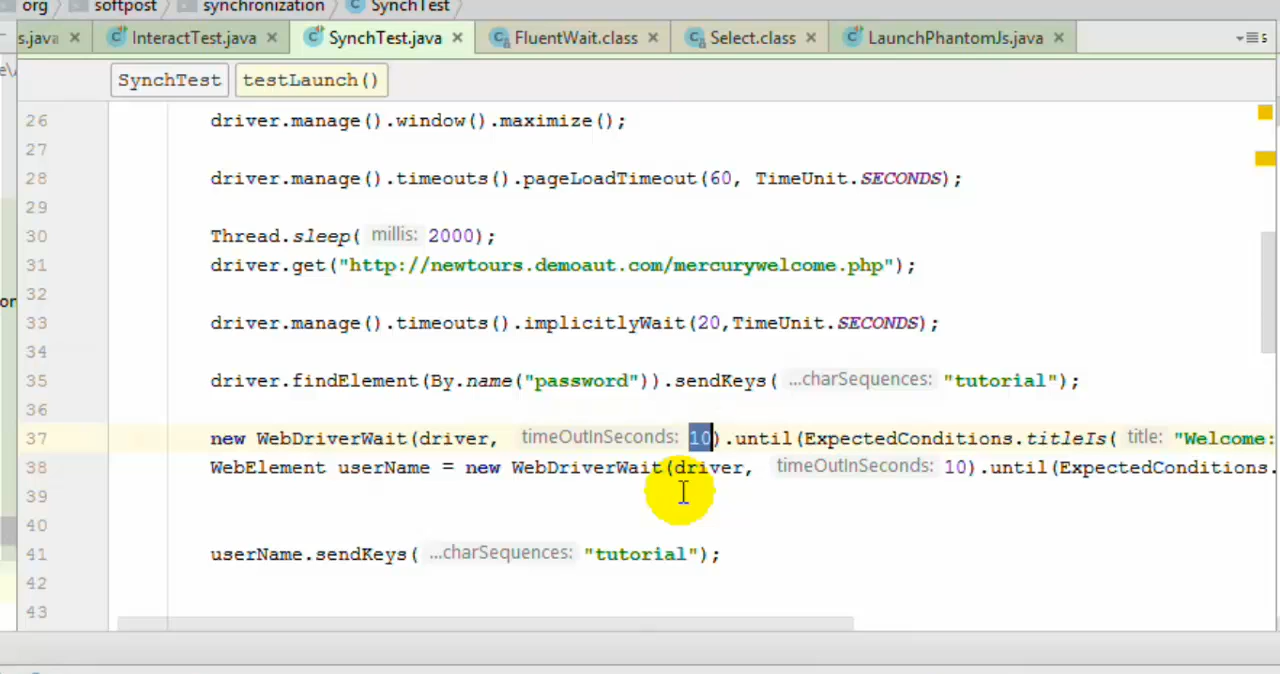 org softpost synchronization SynchTest
s.java InteractTest.java SynchTest.java FluentWait.class Select.class LaunchPhantomJs.java
SynchTest testLaunch()
26 driver.manage().window().maximize();
27
28 driver.manage().timeouts().pageLoadTimeout(60, TimeUnit.SECONDS);
29
30 Thread.sleep( millis: 2000);
31 driver.get("http://newtours.demoaut.com/mercurywelcome.php");
32
33 driver.manage().timeouts().implicitlyWait(20,TimeUnit.SECONDS);
34
35 driver.findElement(By.name("password")).sendKeys( ...charSequences: "tutorial");
36
37 new WebDriverWait(driver, timeOutInSeconds: 10).until(ExpectedConditions.titleIs( title: "Welcome:
38 WebElement userName = new WebDriverWait(driver, timeOutInSeconds: 10).until(ExpectedConditions.
39
40
41 userName.sendKeys( ...charSequences: "tutorial");
42
43